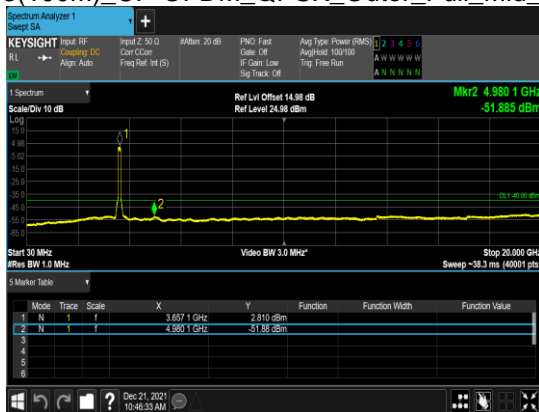 Spectrum Analyzer 1
Swept SA
+
KEYSIGHT Input: RF Input Z: 50 Ω #Atten: 20 dB PNO: Fast Avg Type: Power (RMS) 1 2 3 4 5 6
RL Coupling: DC Corr CCorr Gate: Off Avg|Hold: 100/100 A W W W W W
Align: Auto Freq Ref: Int (S) IF Gain: Low Trig: Free Run
Sig Track: Off A N N N N N
1 Spectrum Ref Lvl Offset 14.98 dB Mkr2 4.980 1 GHz
Scale/Div 10 dB Ref Level 24.98 dBm -51.885 dBm
Log
15.0
4.98
-5.02
-15.0
-25.0
-35.0
-45.0
-55.0
-65.0
1
2
DL1 -40.00 dBm
Start 30 MHz Video BW 3.0 MHz* Stop 20.000 GHz
#Res BW 1.0 MHz Sweep ~38.3 ms (40001 pts)
5 Marker Table
Mode Trace Scale X Y Function Function Width Function Value
1 N 1 f 3.657 1 GHz 2.810 dBm
2 N 1 f 4.980 1 GHz -51.88 dBm
3
4
5
6
? Dec 21, 2021
10:46:33 AM